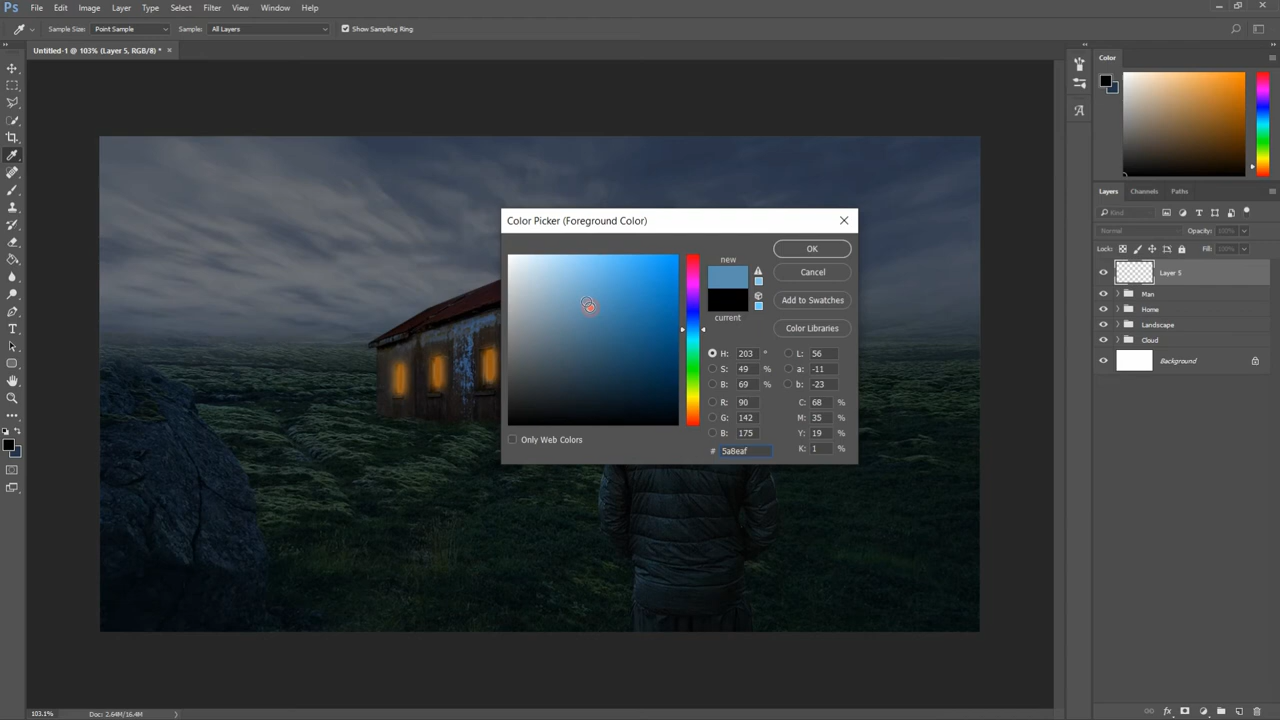 Ps File Edit Image Layer Type Select Filter View Window Help
Sample Size: Point Sample Sample: All Layers Show Sampling Ring
Untitled-1 @ 103% (Layer 5, RGB/8) * ×
Color
Color Picker (Foreground Color)
new
current
OK
Cancel
Add to Swatches
Color Libraries
H: 203 ° L: 56
S: 49 % a: -11
B: 69 % b: -23
R: 90 C: 68 %
G: 142 M: 35 %
B: 175 Y: 19 %
# 5a8eaf K: 1 %
Only Web Colors
Layers Channels Paths
Kind
Normal Opacity: 100%
Lock: Fill: 100%
Layer 5
Man
Home
Landscape
Cloud
Background
103.1% Doc: 2.64M/16.4M